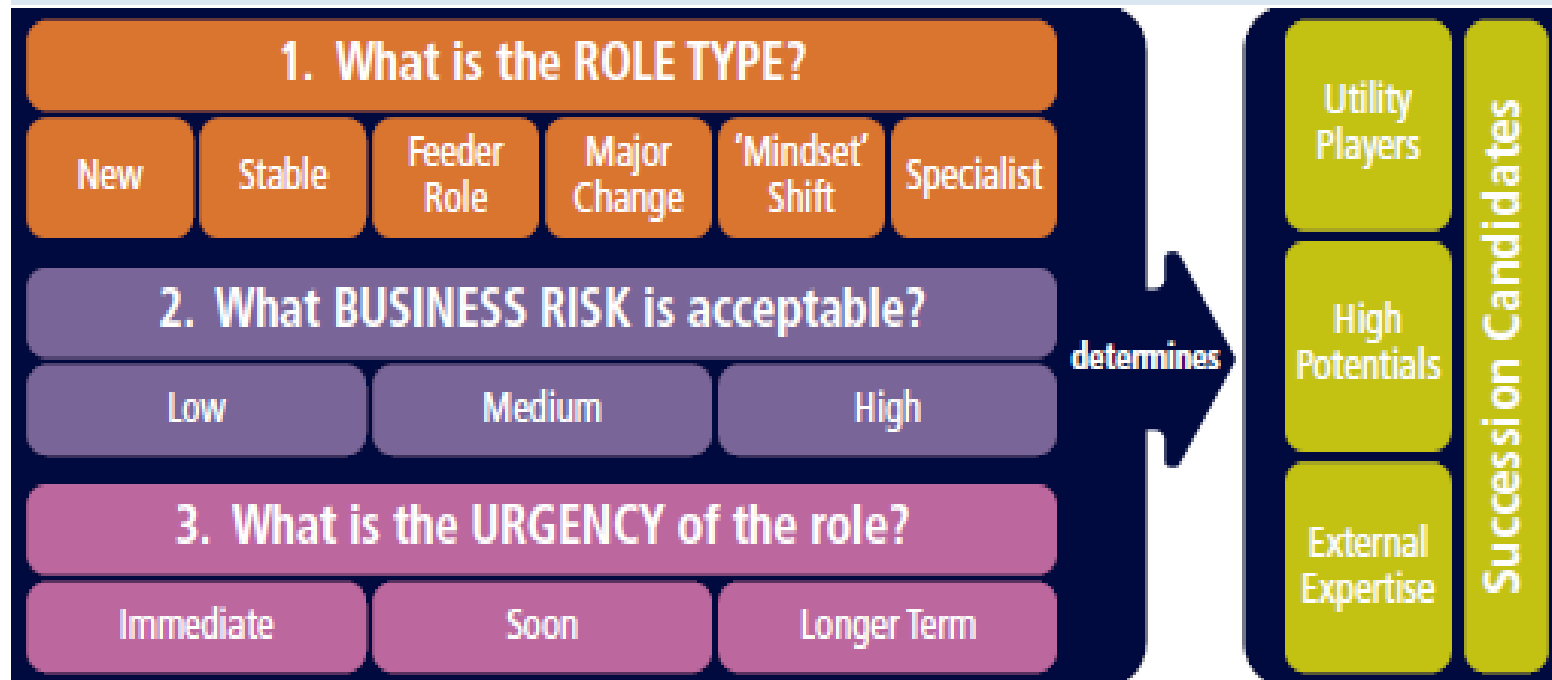 1. What is the ROLE TYPE?
New
Stable
Feeder
Role
Major
Change
‘Mindset’
Shift
Specialist
2. What BUSINESS RISK is acceptable?
Low
Medium
High
3. What is the URGENCY of the role?
Immediate
Soon
Longer Term
determines
Utility
Players
High
Potentials
External
Expertise
Succession Candidates